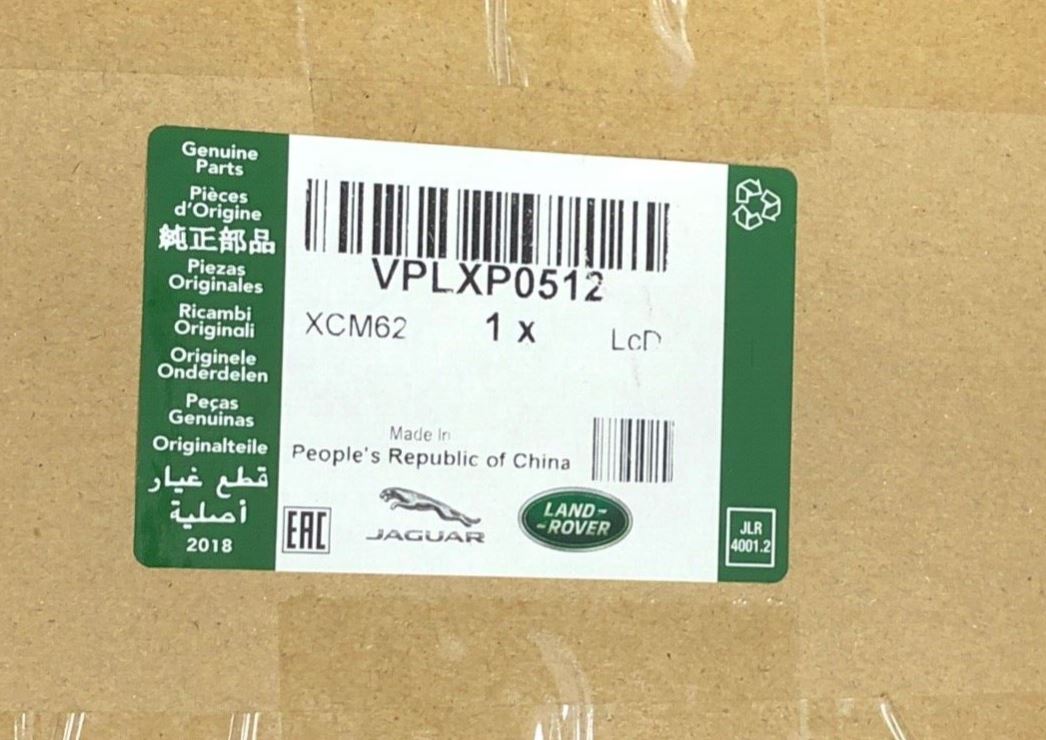 Genuine
Parts
Pièces
d'Origine
純正部品
Piezas
Originales
Ricambi
Originali
Originele
Onderdelen
Peças
Genuinas
Originalteile
قطع غيار
أصلية
2018
VPLXP0512
XCM62 1 x LcD
Made In
People's Republic of China
EAC
JAGUAR
LAND-
-ROVER
JLR
4001.2